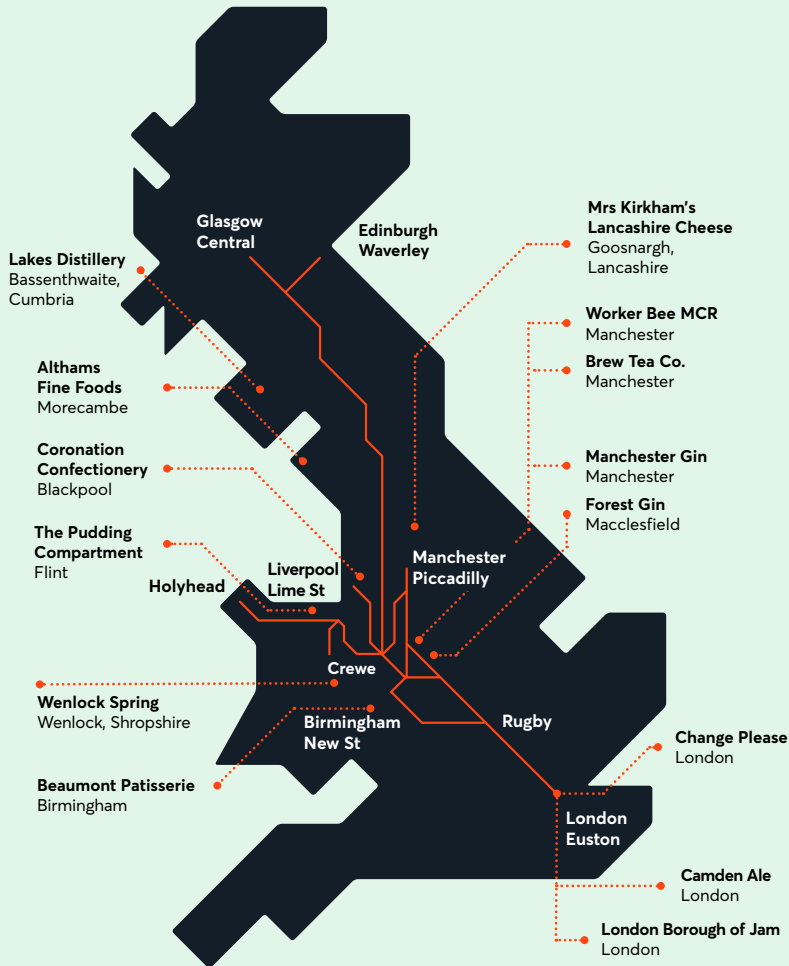 Glasgow
Central
Edinburgh
Waverley
Mrs Kirkham's
Lancashire Cheese
Goosnargh,
Lancashire
Lakes Distillery
Bassenthwaite,
Cumbria
Worker Bee MCR
Manchester
Brew Tea Co.
Manchester
Althams
Fine Foods
Morecambe
Coronation
Confectionery
Blackpool
Manchester Gin
Manchester
Forest Gin
Macclesfield
The Pudding
Compartment
Flint
Holyhead
Liverpool
Lime St
Manchester
Piccadilly
Crewe
Wenlock Spring
Wenlock, Shropshire
Birmingham
New St
Rugby
Beaumont Patisserie
Birmingham
Change Please
London
London
Euston
Camden Ale
London
London Borough of Jam
London